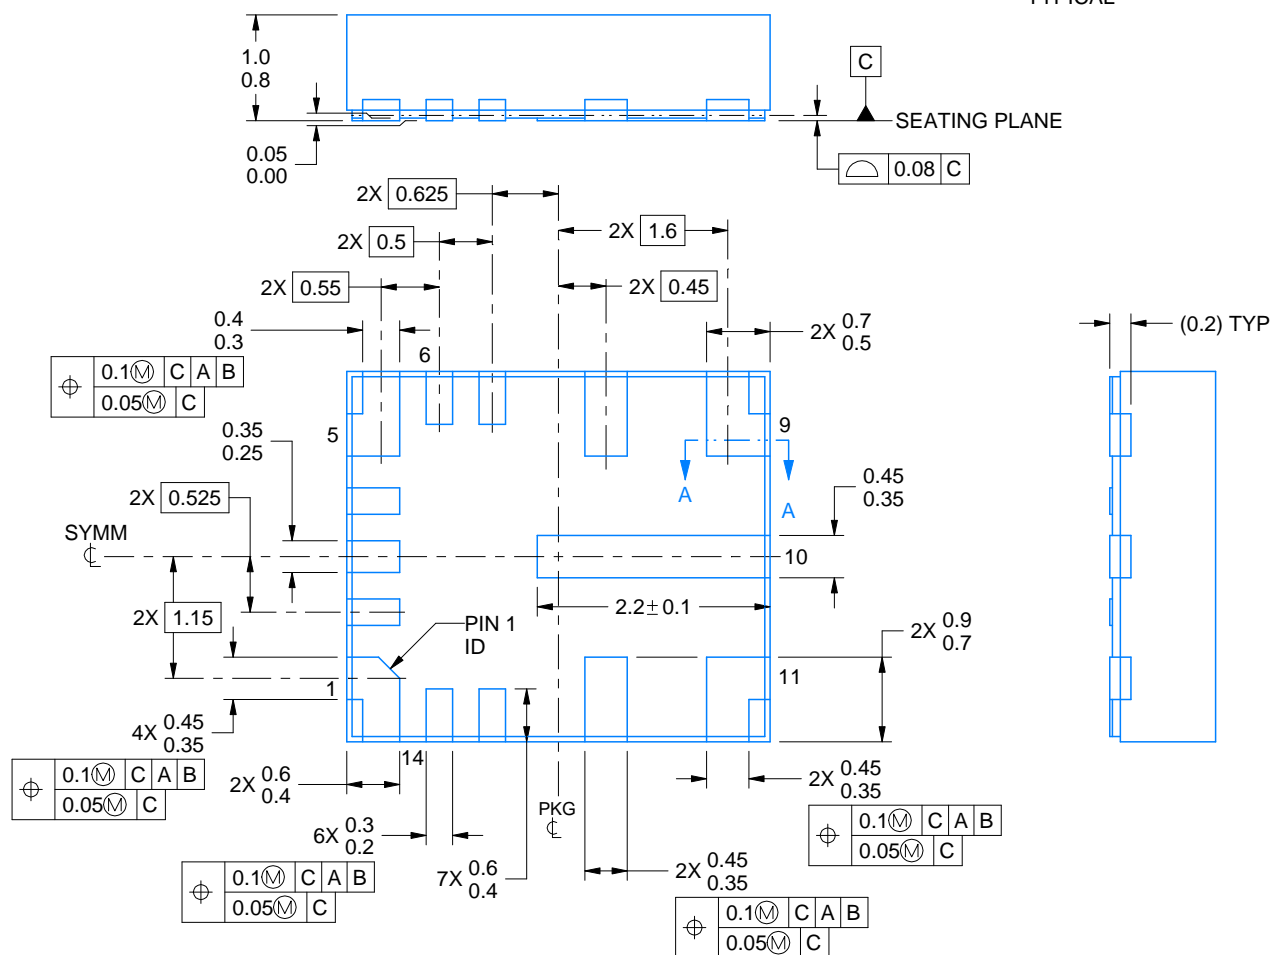 TYPICAL
1.0
0.8
C
SEATING PLANE
0.05
0.00
0.08 C
2X 0.625
2X 1.6
2X 0.5
2X 0.55
2X 0.45
0.4
0.3
2X 0.7
0.5
(0.2) TYP
6
0.1Ⓜ C A B
0.05Ⓜ C
5
9
0.35
0.25
A
A
0.45
0.35
2X 0.525
SYMM
℄
10
2.2±0.1
2X 1.15
PIN 1
ID
2X 0.9
0.7
1
11
4X 0.45
0.35
14
0.1Ⓜ C A B
0.05Ⓜ C
2X 0.6
0.4
2X 0.45
0.35
PKG
℄
6X 0.3
0.2
0.1Ⓜ C A B
0.05Ⓜ C
7X 0.6
0.4
2X 0.45
0.35
0.1Ⓜ C A B
0.05Ⓜ C
0.1Ⓜ C A B
0.05Ⓜ C